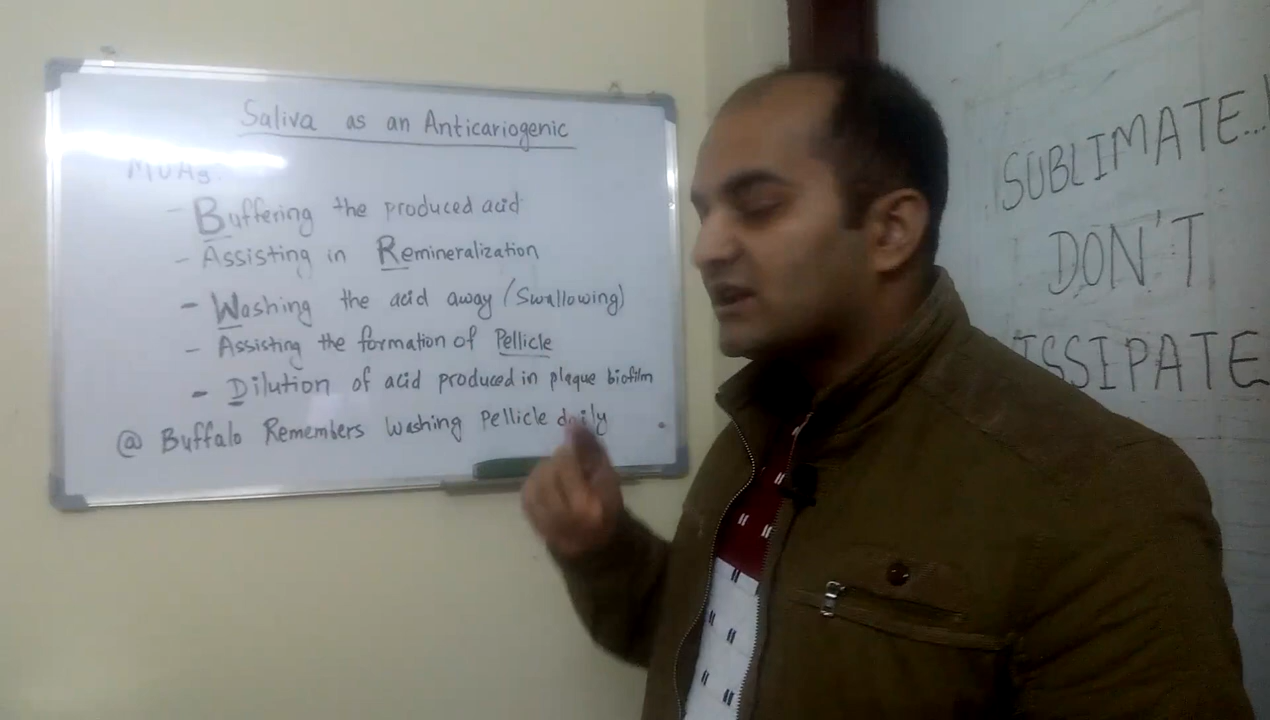 Saliva as an Anticariogenic
MUHs:
- Buffering the produced acid
- Assisting in Remineralization
- Washing the acid away (Swallowing)
- Assisting the formation of Pellicle
- Dilution of acid produced in plaque biofilm
@ Buffalo Remembers Washing Pellicle daily
SUBLIMATE...!
DON'T
ISSIPATE